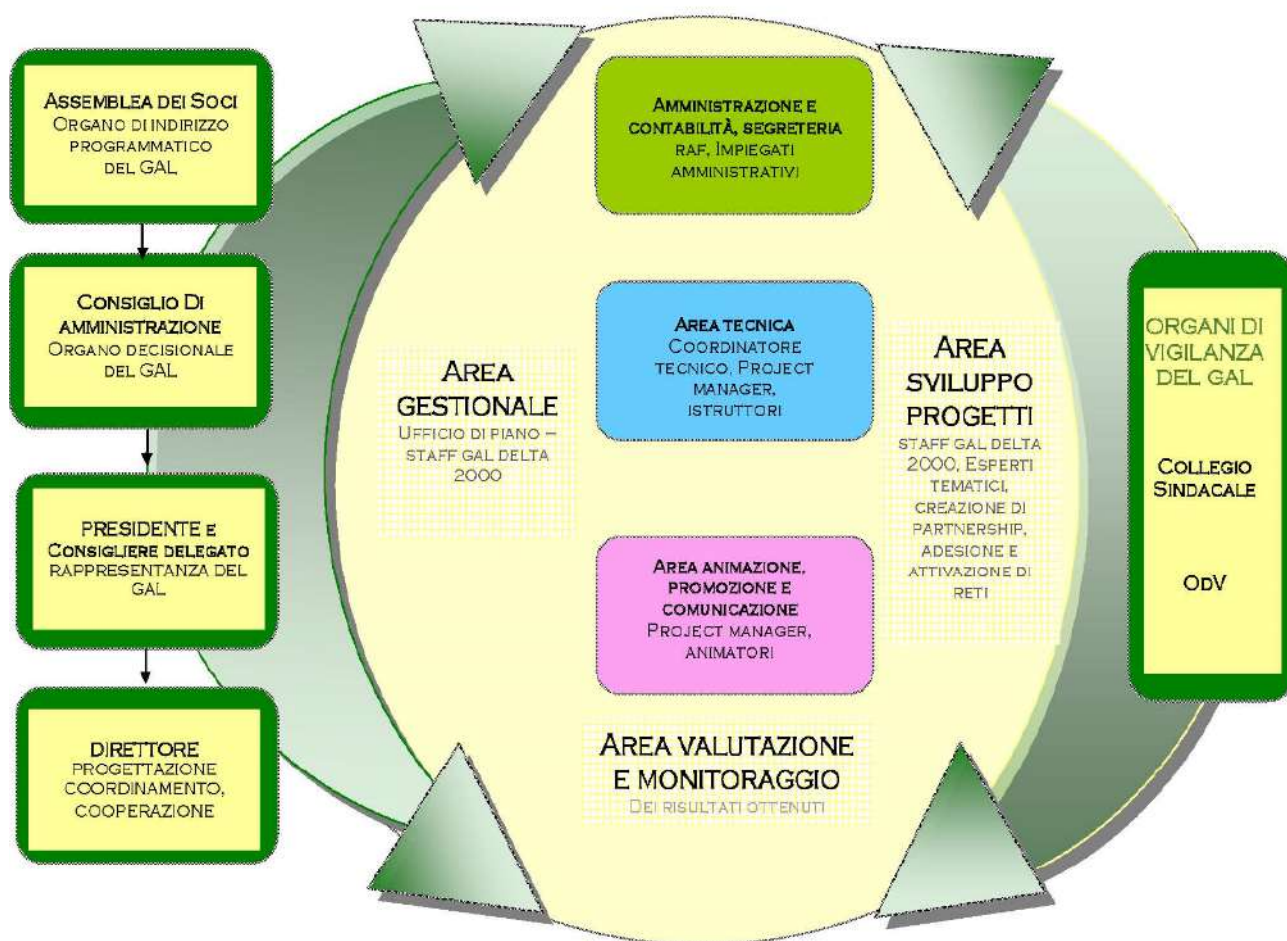 Assemblea dei Soci
Organo di indirizzo
programmatico
del GAL
Consiglio Di
amministrazione
Organo decisionale
del GAL
PRESIDENTE e
Consigliere delegato
rappresentanza del
GAL
DIRETTORE
progettazione
coordinamento,
cooperazione
Area
gestionale
Ufficio di piano –
staff GAL Delta
2000
Amministrazione e
contabilità, segreteria
RAF, Impiegati
amministrativi
Area tecnica
Coordinatore
tecnico, Project
manager,
istruttori
Area animazione,
promozione e
comunicazione
Project manager,
animatori
Area valutazione
e monitoraggio
Dei risultati ottenuti
Area
sviluppo
progetti
staff gal delta
2000, Esperti
tematici,
creazione di
partnership,
adesione e
attivazione di
reti
ORGANI DI
VIGILANZA
DEL GAL
Collegio
Sindacale
OdV